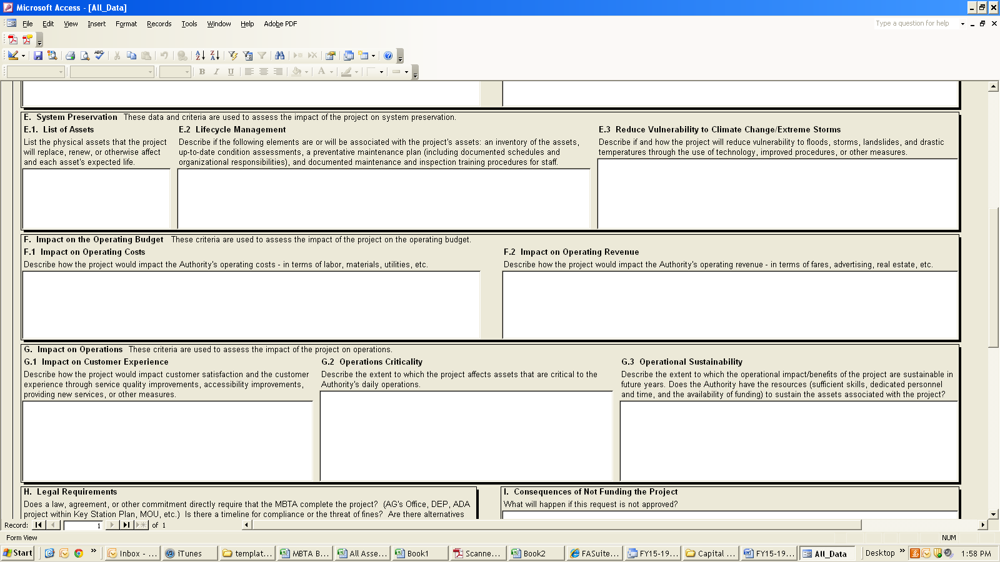 Microsoft Access - [All_Data]
File Edit View Insert Format Records Tools Window Help Adobe PDF
Type a question for help
E. System Preservation These data and criteria are used to assess the impact of the project on system preservation.
E.1. List of Assets
List the physical assets that the project
will replace, renew, or otherwise affect
and each asset's expected life.
E.2 Lifecycle Management
Describe if the following elements are or will be associated with the project's assets: an inventory of the assets,
up-to-date condition assessments, a preventative maintenance plan (including documented schedules and
organizational responsibilities), and documented maintenance and inspection training procedures for staff.
E.3 Reduce Vulnerability to Climate Change/Extreme Storms
Describe if and how the project will reduce vulnerability to floods, storms, landslides, and drastic
temperatures through the use of technology, improved procedures, or other measures.
F. Impact on the Operating Budget These criteria are used to assess the impact of the project on the operating budget.
F.1 Impact on Operating Costs
Describe how the project would impact the Authority's operating costs - in terms of labor, materials, utilities, etc.
F.2 Impact on Operating Revenue
Describe how the project would impact the Authority's operating revenue - in terms of fares, advertising, real estate, etc.
G. Impact on Operations These criteria are used to assess the impact of the project on operations.
G.1 Impact on Customer Experience
Describe how the project would impact customer satisfaction and the customer
experience through service quality improvements, accessibility improvements,
providing new services, or other measures.
G.2 Operations Criticality
Describe the extent to which the project affects assets that are critical to the
Authority's daily operations.
G.3 Operational Sustainability
Describe the extent to which the operational impact/benefits of the project are sustainable in
future years. Does the Authority have the resources (sufficient skills, dedicated personnel
and time, and the availability of funding) to sustain the assets associated with the project?
H. Legal Requirements
Does a law, agreement, or other commitment directly require that the MBTA complete the project? (AG's Office, DEP, ADA
project within Key Station Plan, MOU, etc.) Is there a timeline for compliance or the threat of fines? Are there alternatives
I. Consequences of Not Funding the Project
What will happen if this request is not approved?
Record: 1 of 1
Form View NUM
Start Inbox - ... iTunes templat... MBTA B... All Asse... Book1 Scanne... Book2 FASuite... FY15-19... Capital ... FY15-19... All_Data Desktop 1:58 PM